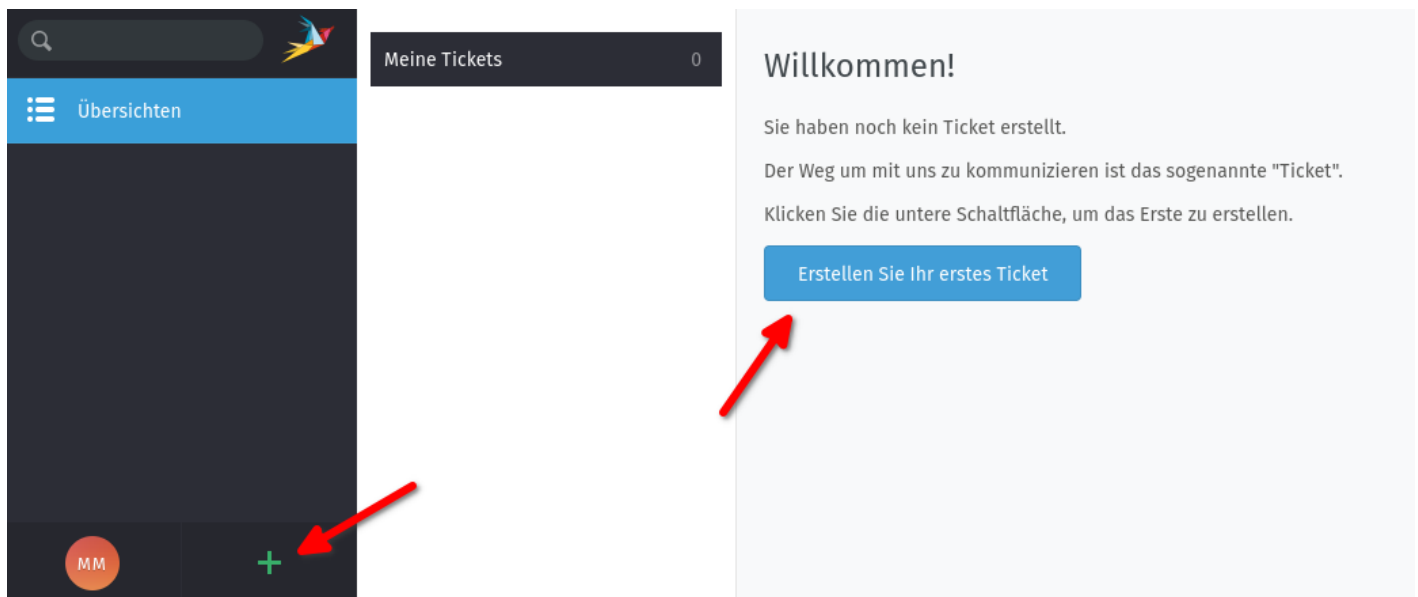 Übersichten
MM
Meine Tickets 0
Willkommen!
Sie haben noch kein Ticket erstellt.
Der Weg um mit uns zu kommunizieren ist das sogenannte "Ticket".
Klicken Sie die untere Schaltfläche, um das Erste zu erstellen.
Erstellen Sie Ihr erstes Ticket